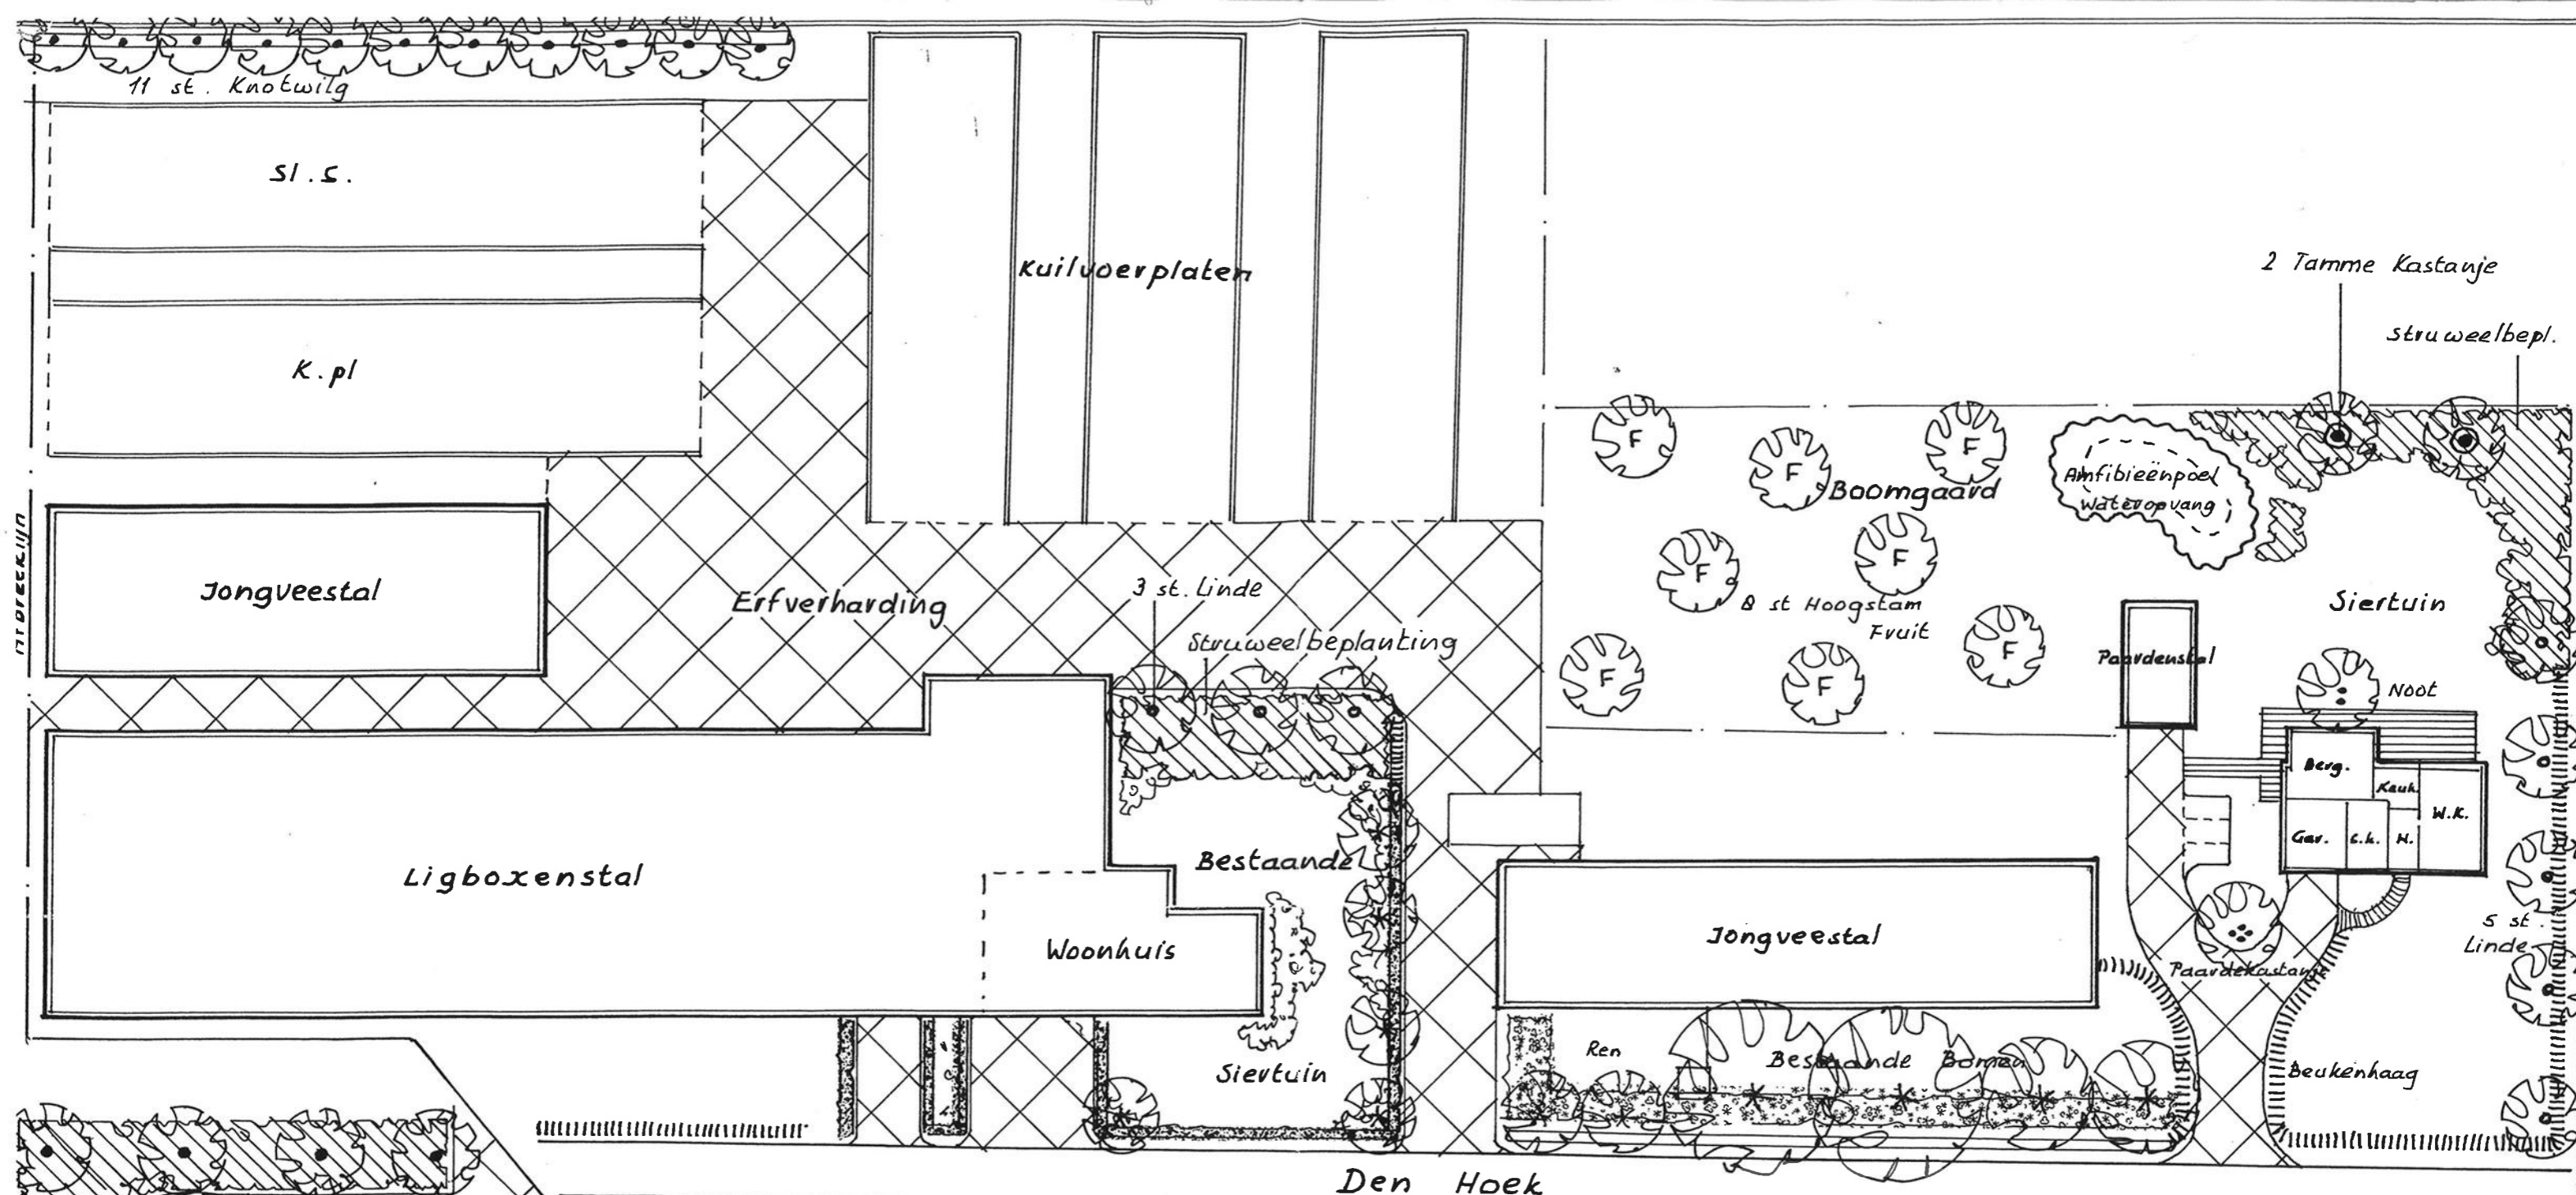 11 st. Knotwilg
Sl.S.
K.pl
Kuilvoerplaten
2 Tamme Kastanje
Struweelbepl.
Amfibieënpoel
Wateropvang
Boomgaard
8 st Hoogstam
Fruit
Jongveestal
Erfverharding
3 st. Linde
Struweelbeplanting
Siertuin
Paardenstal
Noot
Berg.
Keuk.
W.K.
Gar.
S.k.
H.
Ligboxenstal
Bestaande
Woonhuis
Siertuin
Jongveestal
Paardekastanje
5 st.
Linde
Ren
Bestaande Bomen
Beukenhaag
Den Hoek
F
F
F
F
F
F
F
F